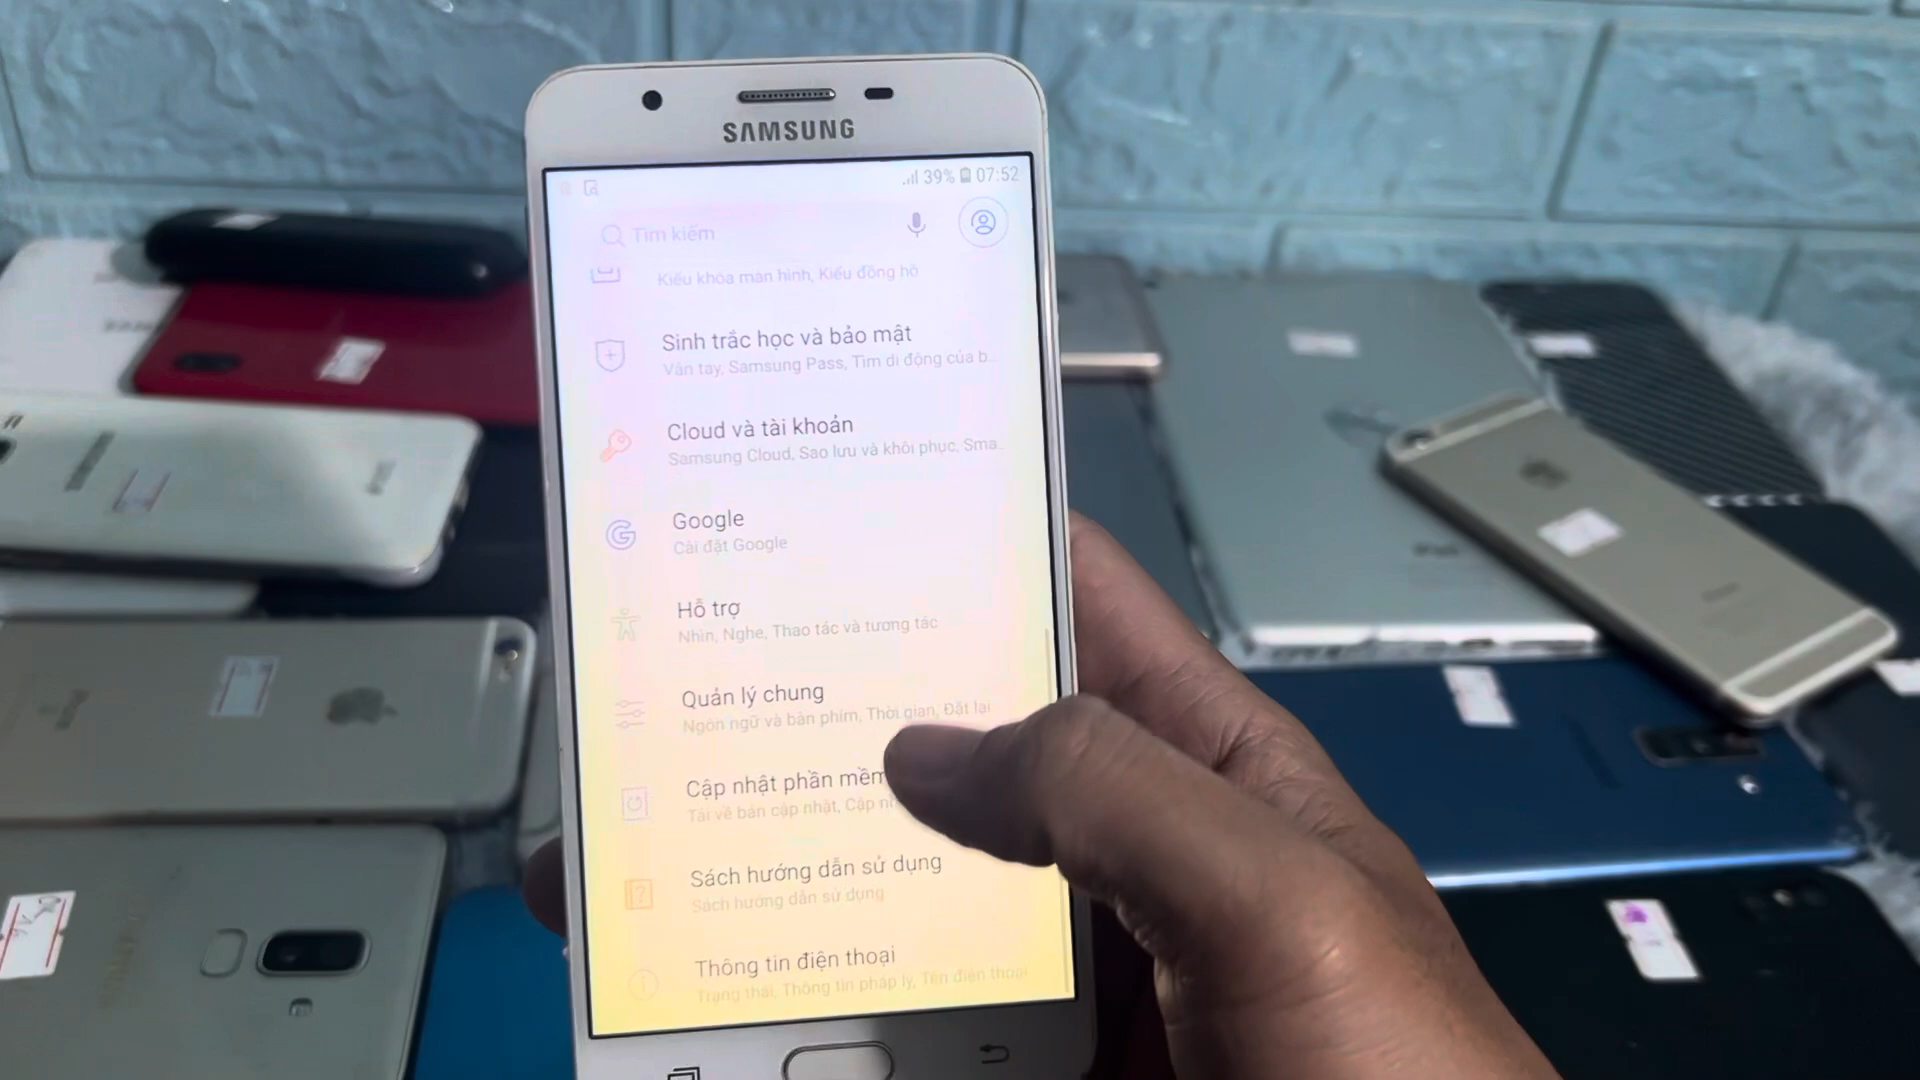 SAMSUNG
39% 07:52
Tìm kiếm
Kiểu khóa màn hình, Kiểu đồng hồ
Sinh trắc học và bảo mật
Vân tay, Samsung Pass, Tìm di động của b...
Cloud và tài khoản
Samsung Cloud, Sao lưu và khôi phục, Sma...
Google
Cài đặt Google
Hỗ trợ
Nhìn, Nghe, Thao tác và tương tác
Quản lý chung
Ngôn ngữ và bàn phím, Thời gian, Đặt lại
Cập nhật phần mềm
Tải về bản cập nhật, Cập
Sách hướng dẫn sử dụng
Sách hướng dẫn sử dụng
Thông tin điện thoại
Trạng thái, Thông tin pháp lý, Tên điện thoại